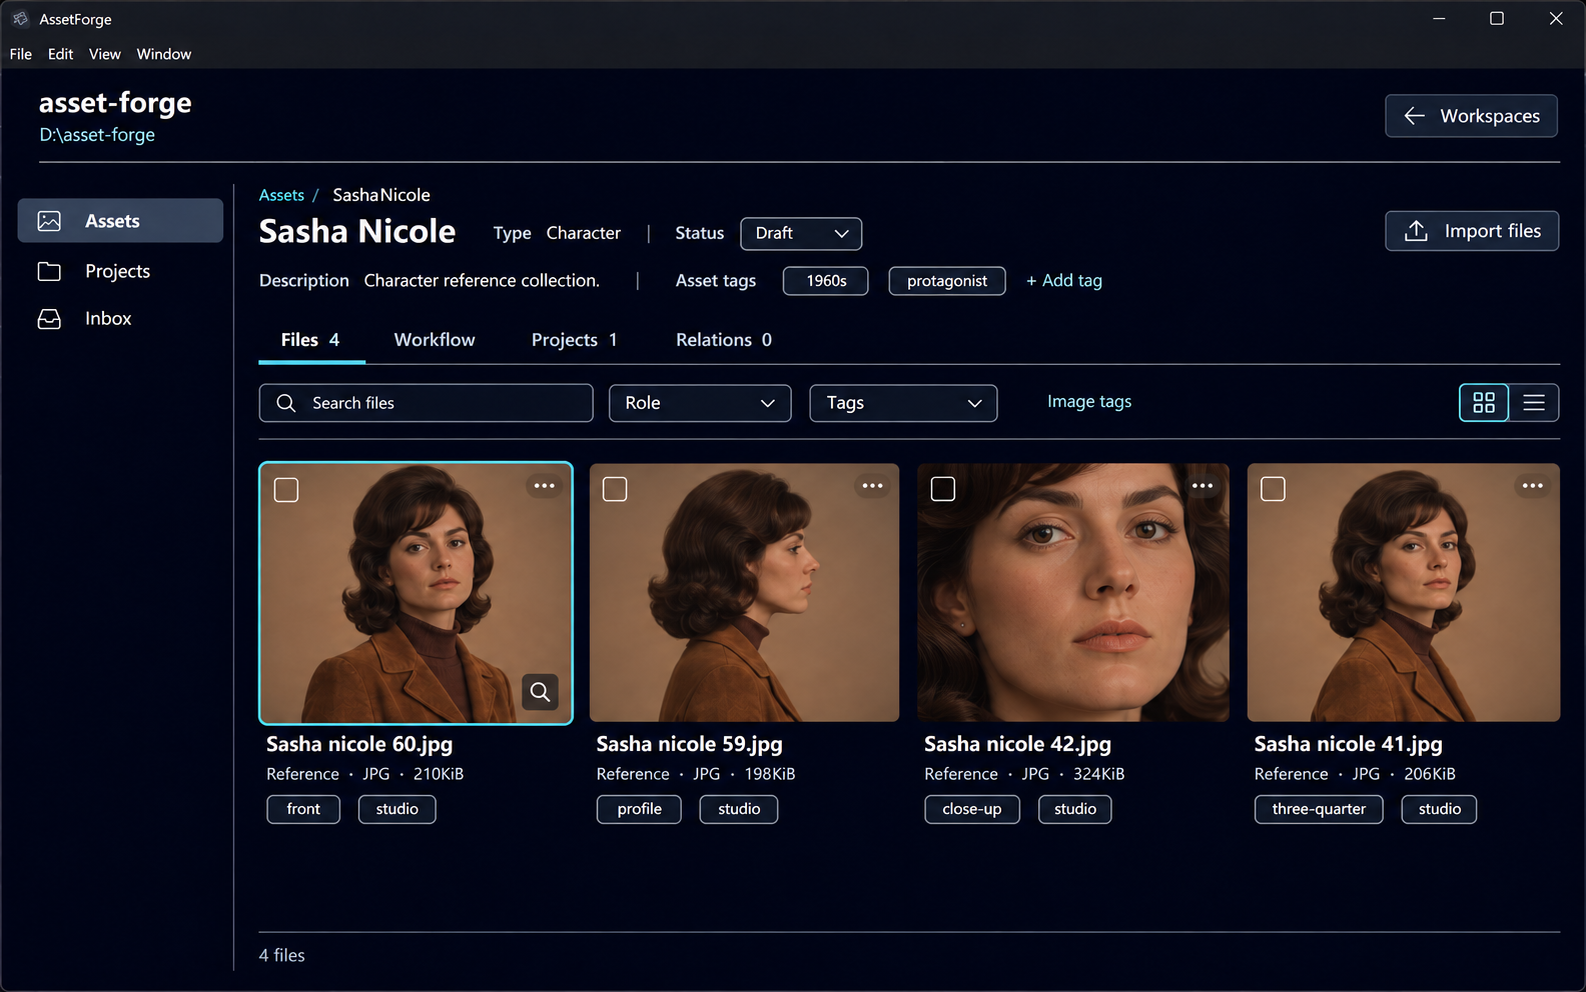 AssetForge
File Edit View Window
asset-forge
D:\asset-forge
Workspaces
Assets
Projects
Inbox
Assets / SashaNicole
Sasha Nicole Type Character | Status Draft
Import files
Description Character reference collection. | Asset tags 1960s protagonist + Add tag
Files 4 Workflow Projects 1 Relations 0
Search files Role Tags Image tags
Sasha nicole 60.jpg
Reference · JPG · 210KiB
front studio
Sasha nicole 59.jpg
Reference · JPG · 198KiB
profile studio
Sasha nicole 42.jpg
Reference · JPG · 324KiB
close-up studio
Sasha nicole 41.jpg
Reference · JPG · 206KiB
three-quarter studio
4 files